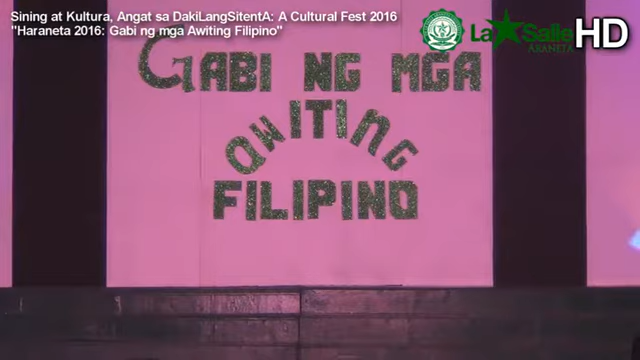 Sining at Kultura, Angat sa DakiLangSitentA: A Cultural Fest 2016
"Haraneta 2016: Gabi ng mga Awiting Filipino"
La Salle
ARANETA
HD
GABI NG MGA
AWITING
FILIPINO